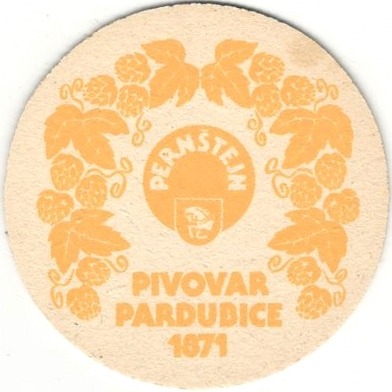 PERNŠTEJN
PIVOVAR
PARDUBICE
1871